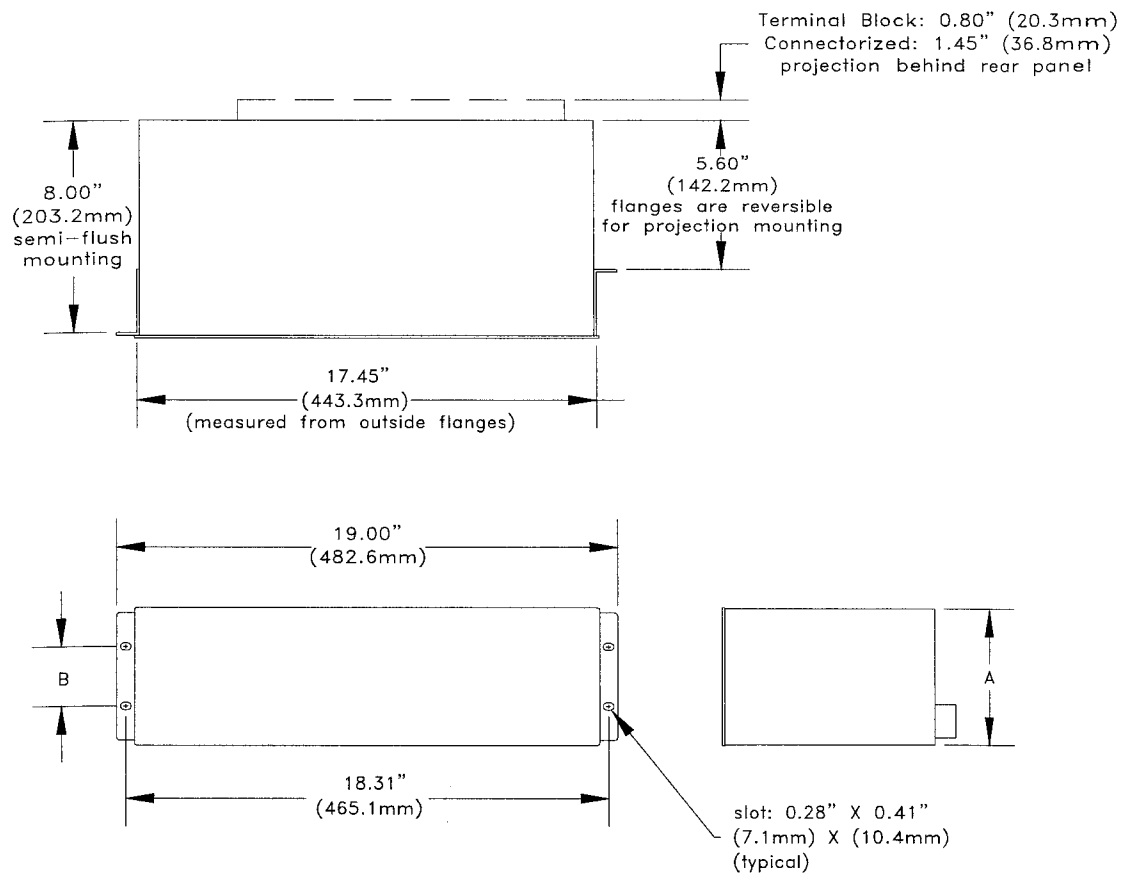 Terminal Block: 0.80" (20.3mm)
Connectorized: 1.45" (36.8mm)
projection behind rear panel
8.00"
(203.2mm)
semi-flush
mounting
5.60"
(142.2mm)
flanges are reversible
for projection mounting
17.45"
(443.3mm)
(measured from outside flanges)
19.00"
(482.6mm)
B
A
18.31"
(465.1mm)
slot: 0.28" X 0.41"
(7.1mm) X (10.4mm)
(typical)